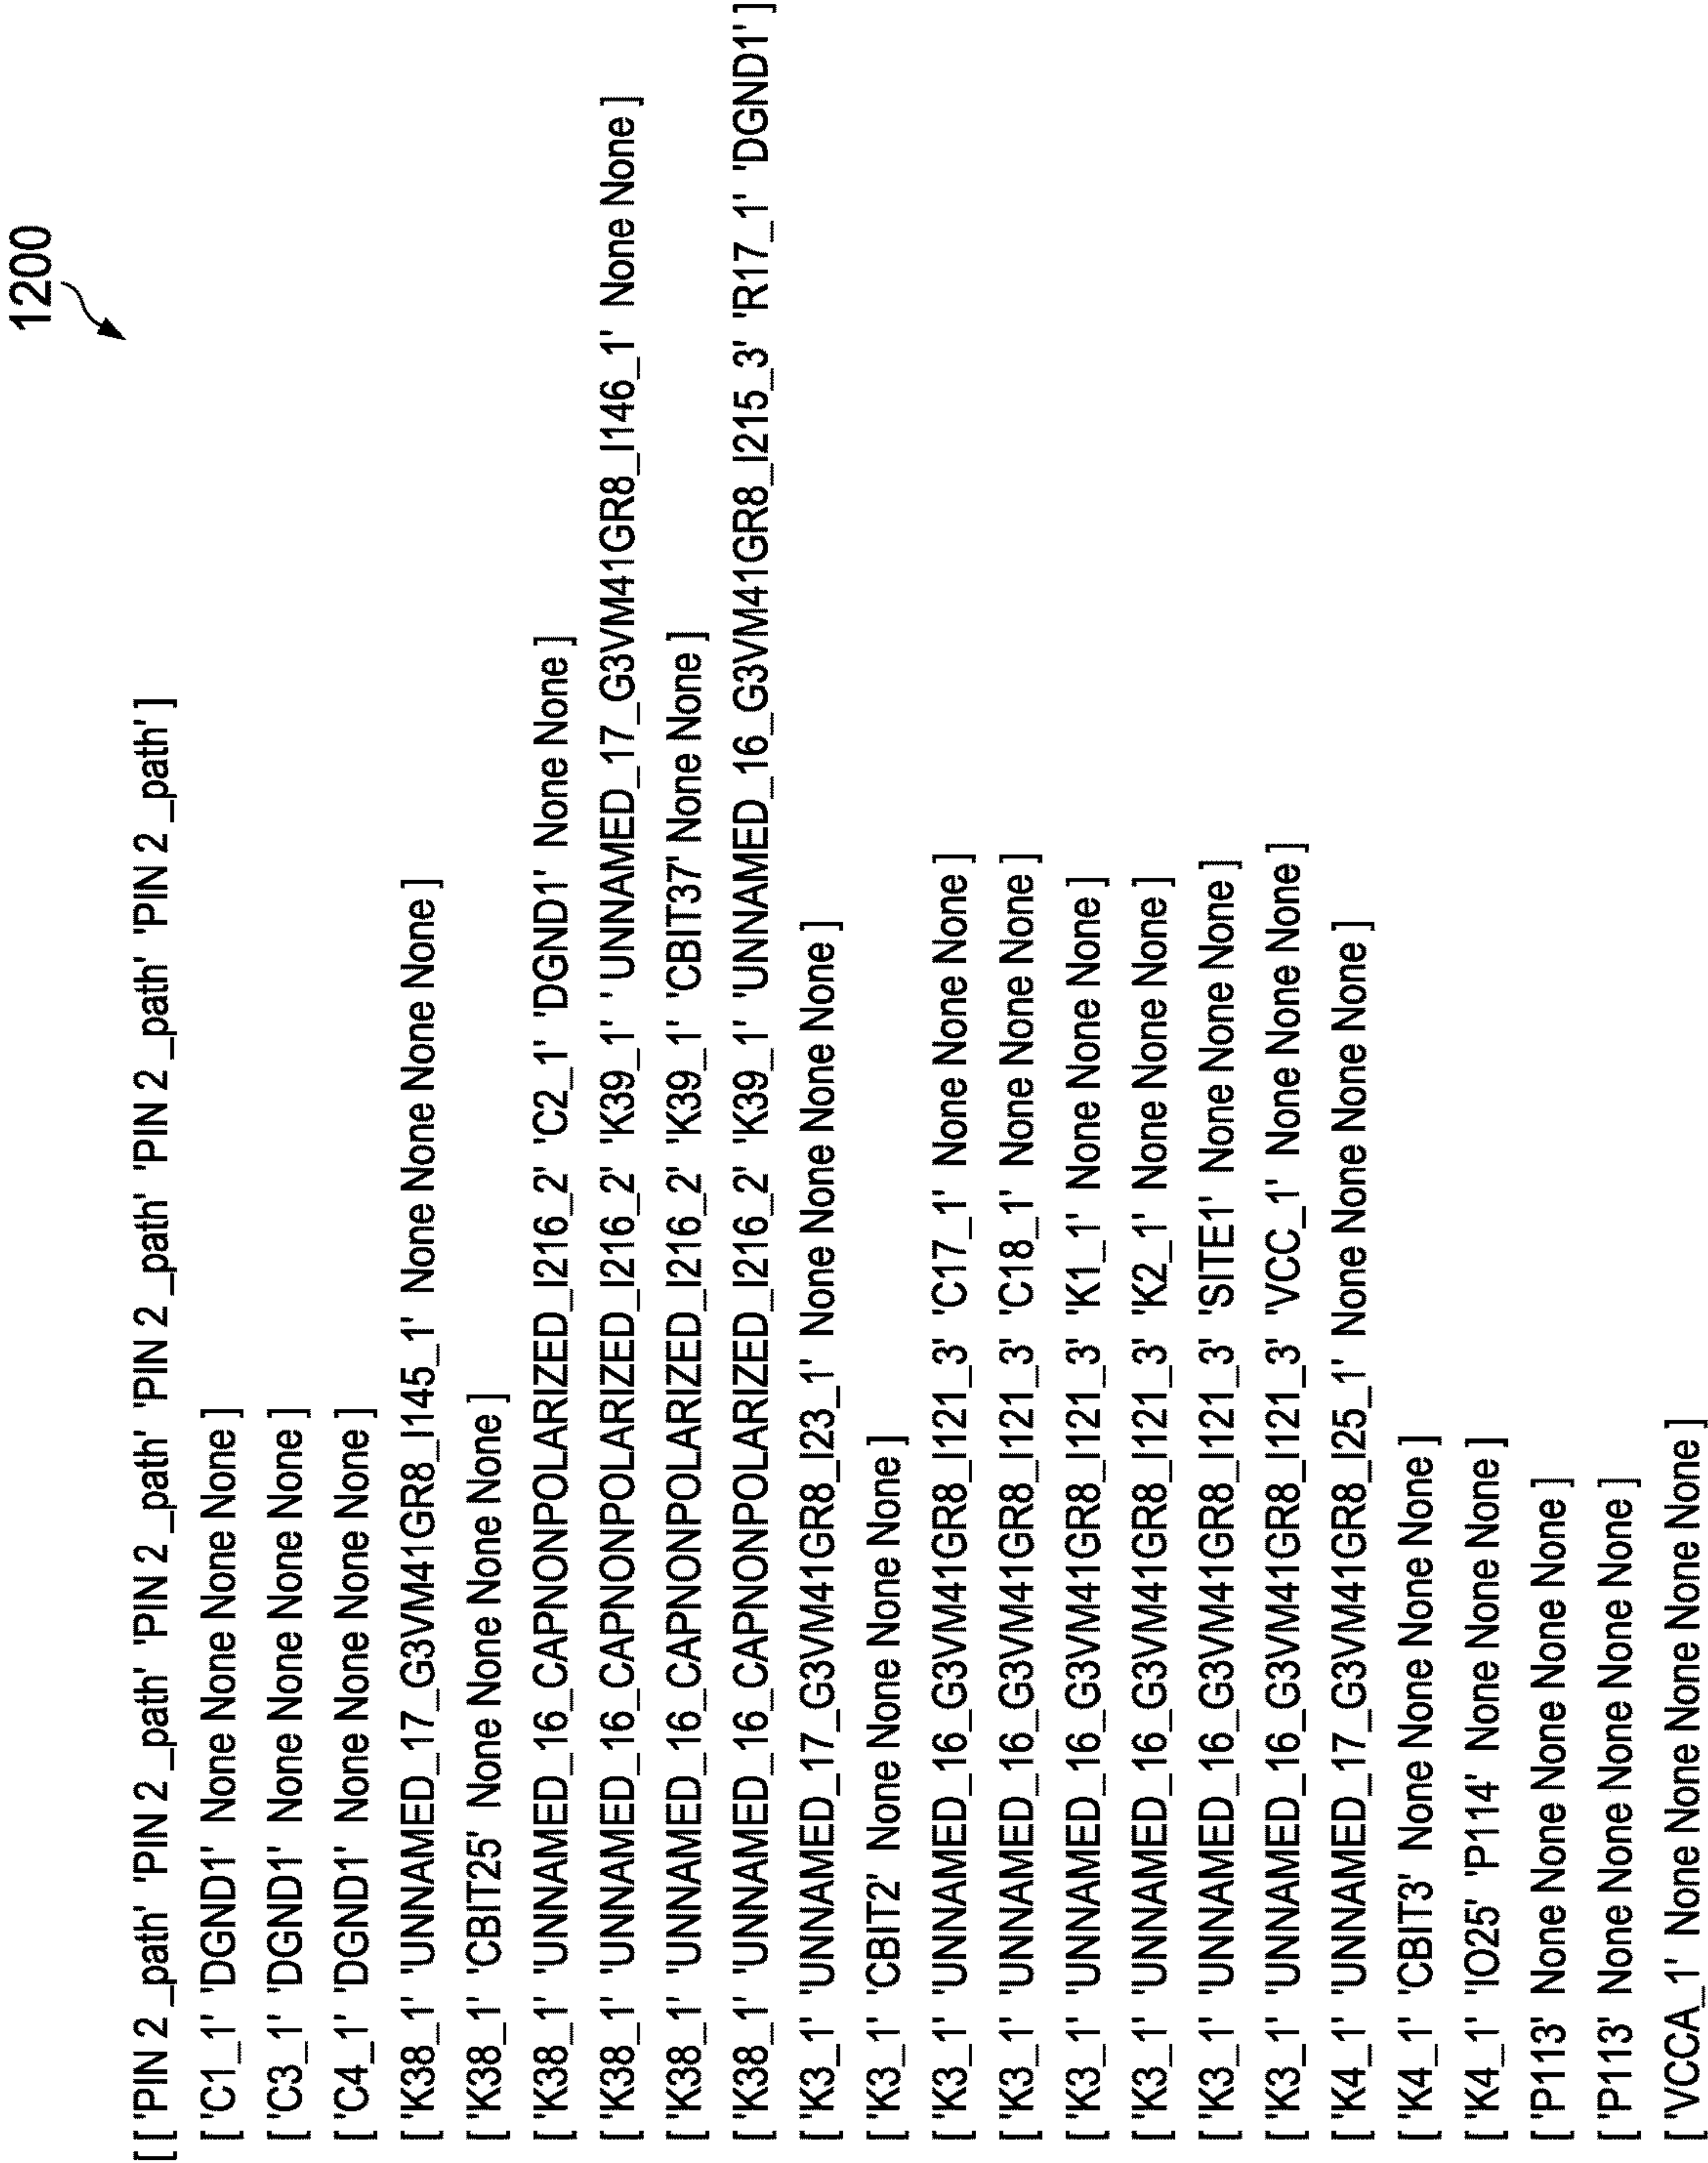 1200
[ [ 'PIN 2 _path' 'PIN 2 _path' 'PIN 2 _path' 'PIN 2 _path' 'PIN 2 _path' 'PIN 2 _path' ]
[ 'C1_1' 'DGND1' None None None None ]
[ 'C3_1' 'DGND1' None None None None ]
[ 'C4_1' 'DGND1' None None None None ]
[ 'K38_1' 'UNNAMED_17_G3VM41GR8_I145_1' None None None None ]
[ 'K38_1' 'CBIT25' None None None None ]
[ 'K38_1' 'UNNAMED_16_CAPNONPOLARIZED_I216_2' 'C2_1' 'DGND1' None None ]
[ 'K38_1' 'UNNAMED_16_CAPNONPOLARIZED_I216_2' 'K39_1' ' UNNAMED_17_G3VM41GR8_I146_1' None None ]
[ 'K38_1' 'UNNAMED_16_CAPNONPOLARIZED_I216_2' 'K39_1' 'CBIT37' None None ]
[ 'K38_1' 'UNNAMED_16_CAPNONPOLARIZED_I216_2' 'K39_1' 'UNNAMED_16_G3VM41GR8_I215_3' 'R17_1' 'DGND1' ]
[ 'K3_1' 'UNNAMED_17_G3VM41GR8_I23_1' None None None None ]
[ 'K3_1' 'CBIT2' None None None None ]
[ 'K3_1' 'UNNAMED_16_G3VM41GR8_I121_3' 'C17_1' None None None ]
[ 'K3_1' 'UNNAMED_16_G3VM41GR8_I121_3' 'C18_1' None None None ]
[ 'K3_1' 'UNNAMED_16_G3VM41GR8_I121_3' 'K1_1' None None None ]
[ 'K3_1' 'UNNAMED_16_G3VM41GR8_I121_3' 'K2_1' None None None ]
[ 'K3_1' 'UNNAMED_16_G3VM41GR8_I121_3' 'SITE1' None None None ]
[ 'K3_1' 'UNNAMED_16_G3VM41GR8_I121_3' 'VCC_1' None None None ]
[ 'K4_1' 'UNNAMED_17_G3VM41GR8_I25_1' None None None None ]
[ 'K4_1' 'CBIT3' None None None None ]
[ 'K4_1' 'IO25' 'P114' None None None ]
[ 'P113' None None None None None ]
[ 'P113' None None None None None ]
[ 'VCCA_1' None None None None None ]